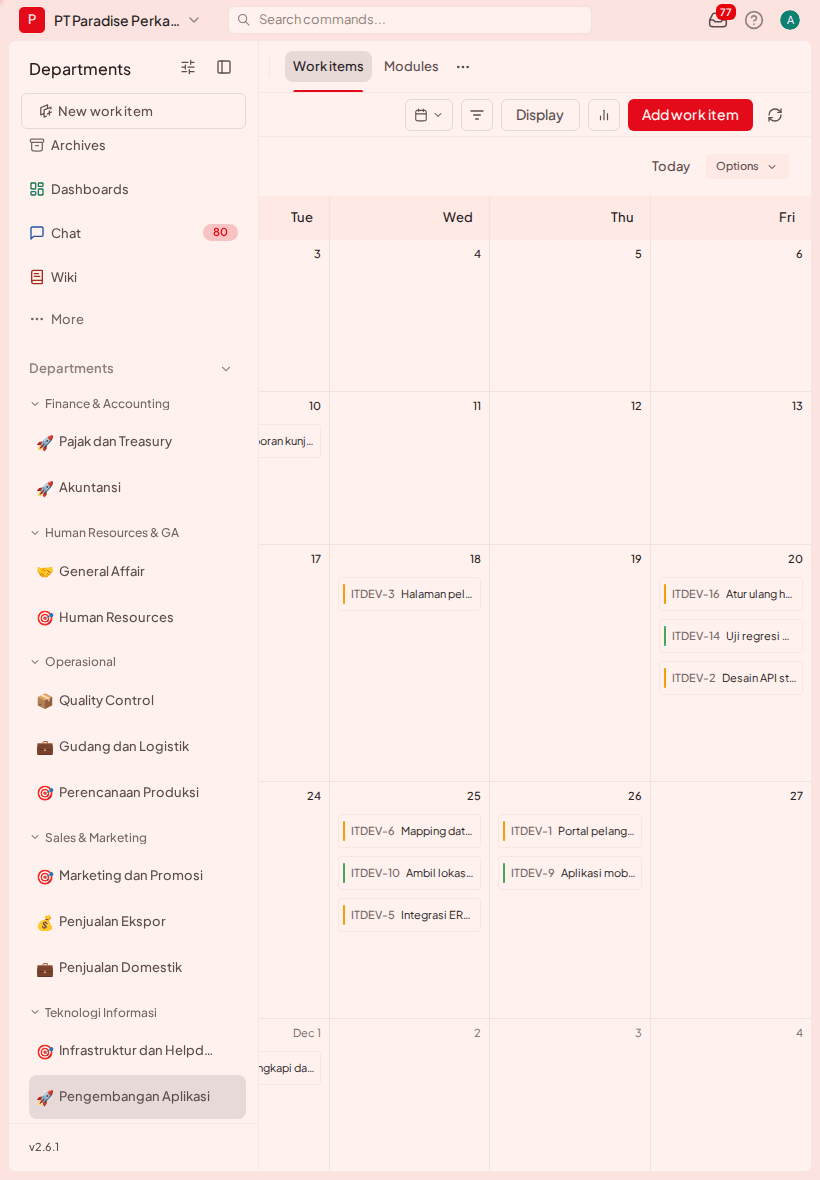 P PT Paradise Perka... Search commands... 77 A
Departments
New work item
Archives
Dashboards
Chat 80
Wiki
More
Departments
Finance & Accounting
Pajak dan Treasury
Akuntansi
Human Resources & GA
General Affair
Human Resources
Operasional
Quality Control
Gudang dan Logistik
Perencanaan Produksi
Sales & Marketing
Marketing dan Promosi
Penjualan Ekspor
Penjualan Domestik
Teknologi Informasi
Infrastruktur dan Helpd...
Pengembangan Aplikasi
v2.6.1
Work items Modules
Display Add work item
Today Options
Tue Wed Thu Fri
3 4 5 6
10 11 12 13
kunj...
17 18 19 20
ITDEV-3 Halaman pel...
ITDEV-16 Atur ulang h...
ITDEV-14 Uji regresi ...
ITDEV-2 Desain API st...
24 25 26 27
ITDEV-6 Mapping dat...
ITDEV-10 Ambil lokas...
ITDEV-5 Integrasi ER...
ITDEV-1 Portal pelang...
ITDEV-9 Aplikasi mob...
Dec 1 2 3 4
da...